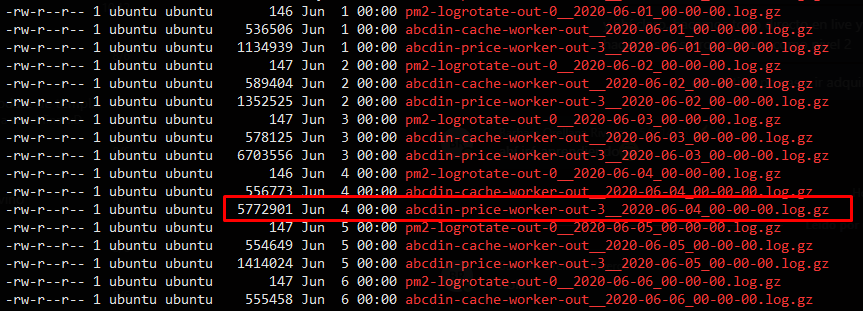 -rw-r--r-- 1 ubuntu ubuntu 146 Jun 1 00:00 pm2-logrotate-out-0__2020-06-01_00-00-00.log.gz
-rw-r--r-- 1 ubuntu ubuntu 536506 Jun 1 00:00 abcdin-cache-worker-out__2020-06-01_00-00-00.log.gz
-rw-r--r-- 1 ubuntu ubuntu 1134939 Jun 1 00:00 abcdin-price-worker-out-3__2020-06-01_00-00-00.log.gz
-rw-r--r-- 1 ubuntu ubuntu 147 Jun 2 00:00 pm2-logrotate-out-0__2020-06-02_00-00-00.log.gz
-rw-r--r-- 1 ubuntu ubuntu 589404 Jun 2 00:00 abcdin-cache-worker-out__2020-06-02_00-00-00.log.gz
-rw-r--r-- 1 ubuntu ubuntu 1352525 Jun 2 00:00 abcdin-price-worker-out-3__2020-06-02_00-00-00.log.gz
-rw-r--r-- 1 ubuntu ubuntu 147 Jun 3 00:00 pm2-logrotate-out-0__2020-06-03_00-00-00.log.gz
-rw-r--r-- 1 ubuntu ubuntu 578125 Jun 3 00:00 abcdin-cache-worker-out__2020-06-03_00-00-00.log.gz
-rw-r--r-- 1 ubuntu ubuntu 6703556 Jun 3 00:00 abcdin-price-worker-out-3__2020-06-03_00-00-00.log.gz
-rw-r--r-- 1 ubuntu ubuntu 146 Jun 4 00:00 pm2-logrotate-out-0__2020-06-04_00-00-00.log.gz
-rw-r--r-- 1 ubuntu ubuntu 556773 Jun 4 00:00 abcdin-cache-worker-out__2020-06-04_00-00-00.log.gz
-rw-r--r-- 1 ubuntu ubuntu 5772901 Jun 4 00:00 abcdin-price-worker-out-3__2020-06-04_00-00-00.log.gz
-rw-r--r-- 1 ubuntu ubuntu 147 Jun 5 00:00 pm2-logrotate-out-0__2020-06-05_00-00-00.log.gz
-rw-r--r-- 1 ubuntu ubuntu 554649 Jun 5 00:00 abcdin-cache-worker-out__2020-06-05_00-00-00.log.gz
-rw-r--r-- 1 ubuntu ubuntu 1414024 Jun 5 00:00 abcdin-price-worker-out-3__2020-06-05_00-00-00.log.gz
-rw-r--r-- 1 ubuntu ubuntu 147 Jun 6 00:00 pm2-logrotate-out-0__2020-06-06_00-00-00.log.gz
-rw-r--r-- 1 ubuntu ubuntu 555458 Jun 6 00:00 abcdin-cache-worker-out__2020-06-06_00-00-00.log.gz